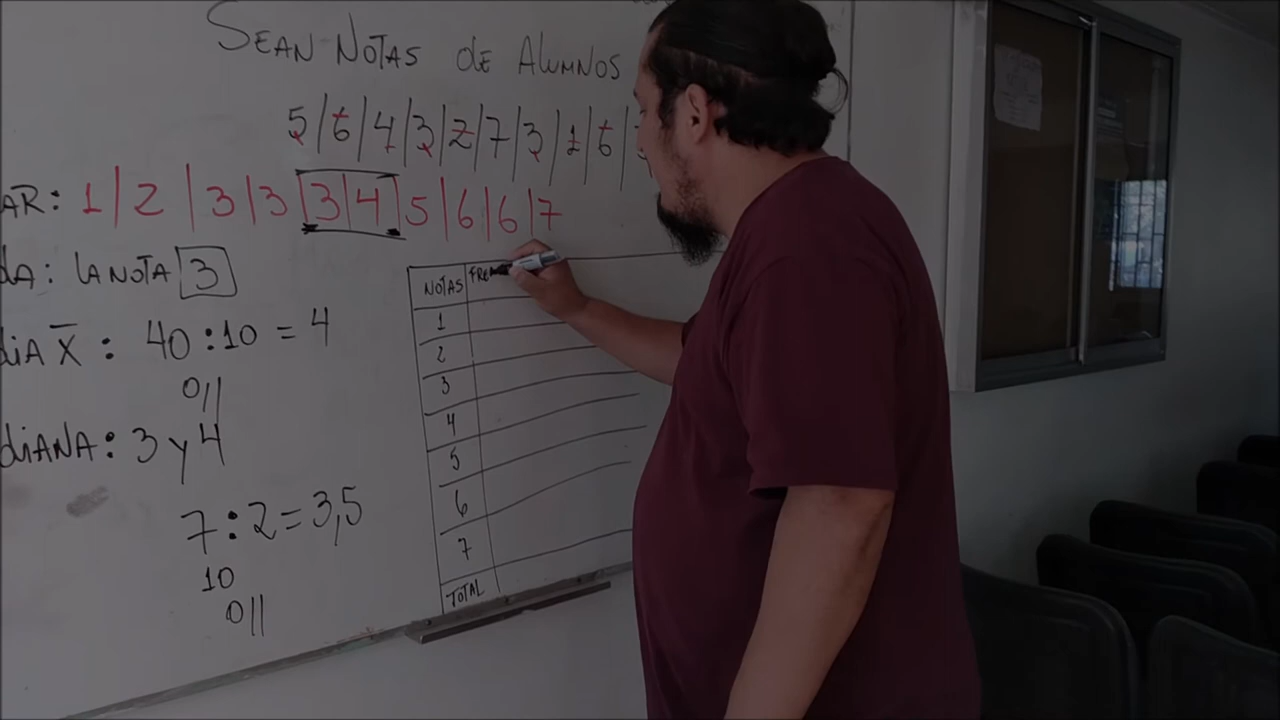 SEAN NOTAS de ALUMNOS
5/6/4/3/2/7/3/1/6/
AR: 1/2/3/3/3/4/5/6/6/7
dA: LA NOTA 3
diA X̄ : 40 : 10 = 4
0//
diANA: 3 y 4
7 : 2 = 3,5
10
0//
NOTAS FRE
1
2
3
4
5
6
7
TOTAL